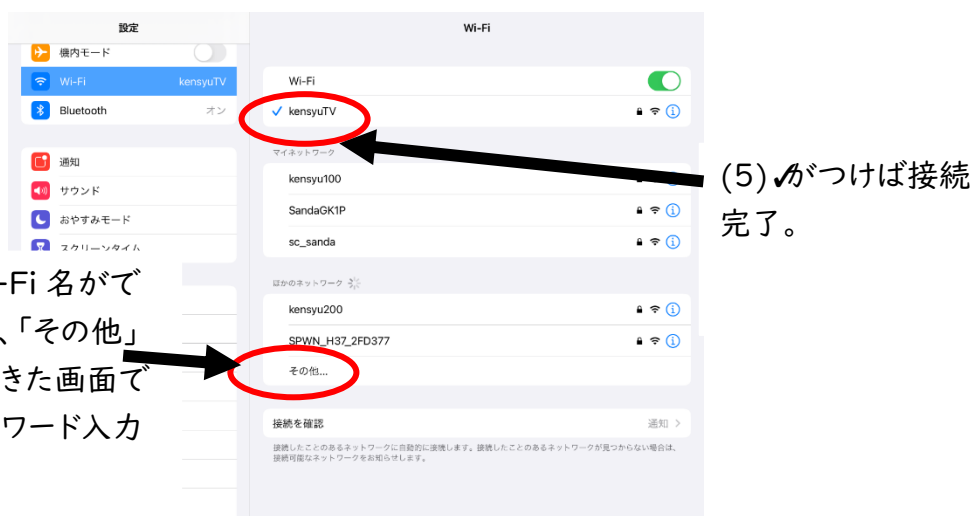 設定
機内モード
Wi-Fi
kensyuTV
Bluetooth
オン
通知
サウンド
おやすみモード
スクリーンタイム
-Fi 名がで
、「その他」
きた画面で
ワード入力
Wi-Fi
Wi-Fi
✓ kensyuTV
マイネットワーク
kensyu100
SandaGK1P
sc_sanda
ほかのネットワーク
kensyu200
SPWN_H37_2FD377
その他...
接続を確認
通知 >
接続したことのあるネットワークに自動的に接続します。接続したことのあるネットワークが見つからない場合は、
接続可能なネットワークをお知らせします。
(5)✓がつけば接続
完了。